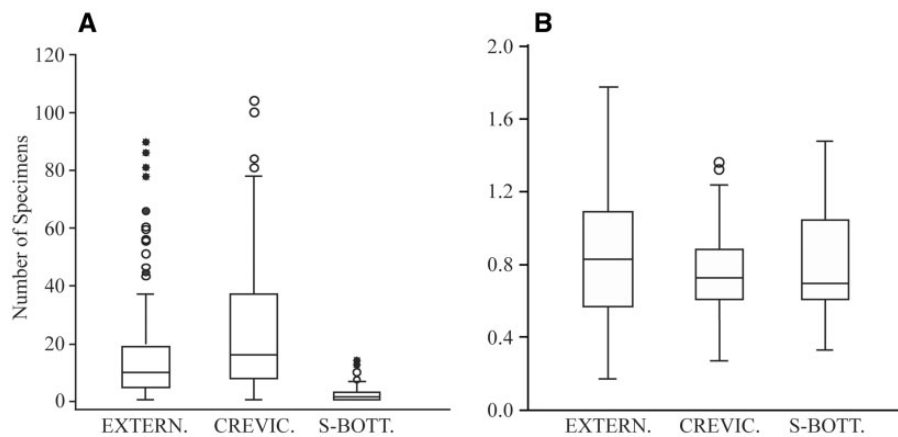 A
B
120
100
80
60
40
20
0
Number of Specimens
EXTERN. CREVIC. S-BOTT.
2.0
1.6
1.2
0.8
0.4
0.0
EXTERN. CREVIC. S-BOTT.